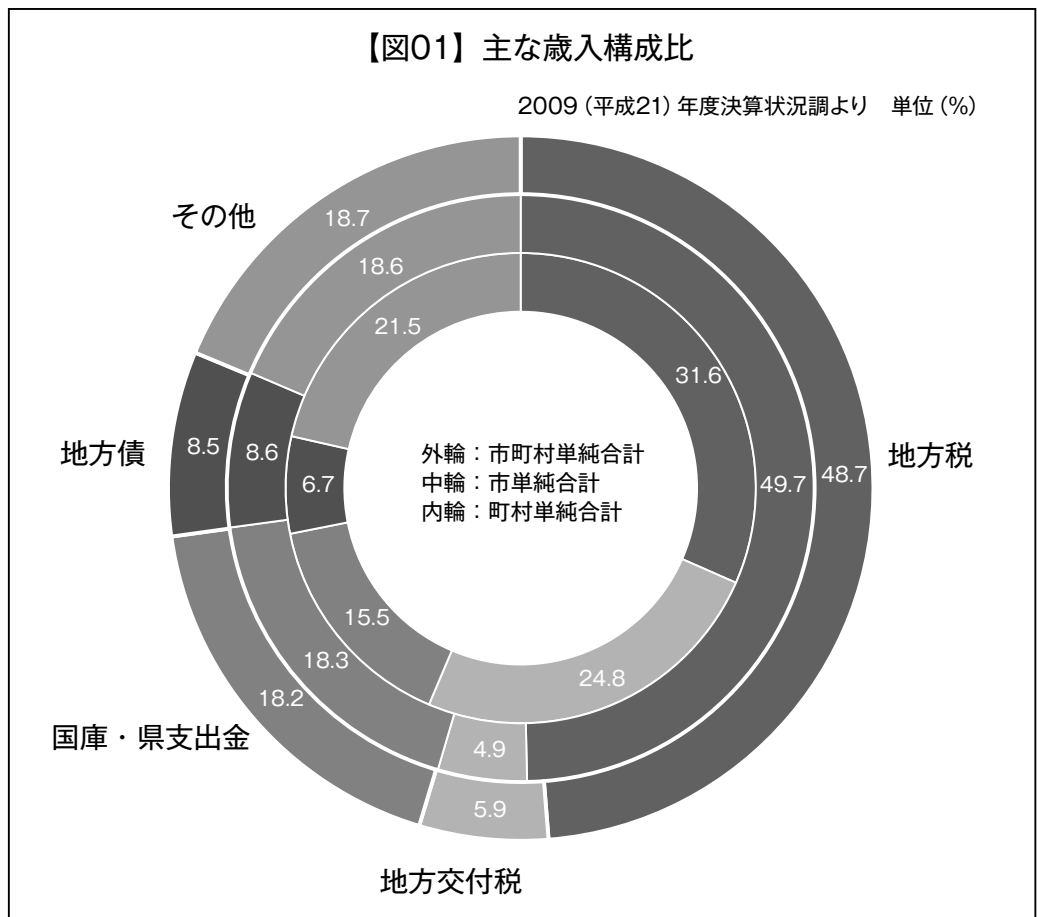 【図01】主な歳入構成比
2009（平成21）年度決算状況調より　単位（%）
その他
18.7
18.6
21.5
31.6
地方税
48.7
49.7
地方債
8.5
8.6
6.7
外輪：市町村単純合計
中輪：市単純合計
内輪：町村単純合計
15.5
18.3
18.2
24.8
国庫・県支出金
4.9
5.9
地方交付税